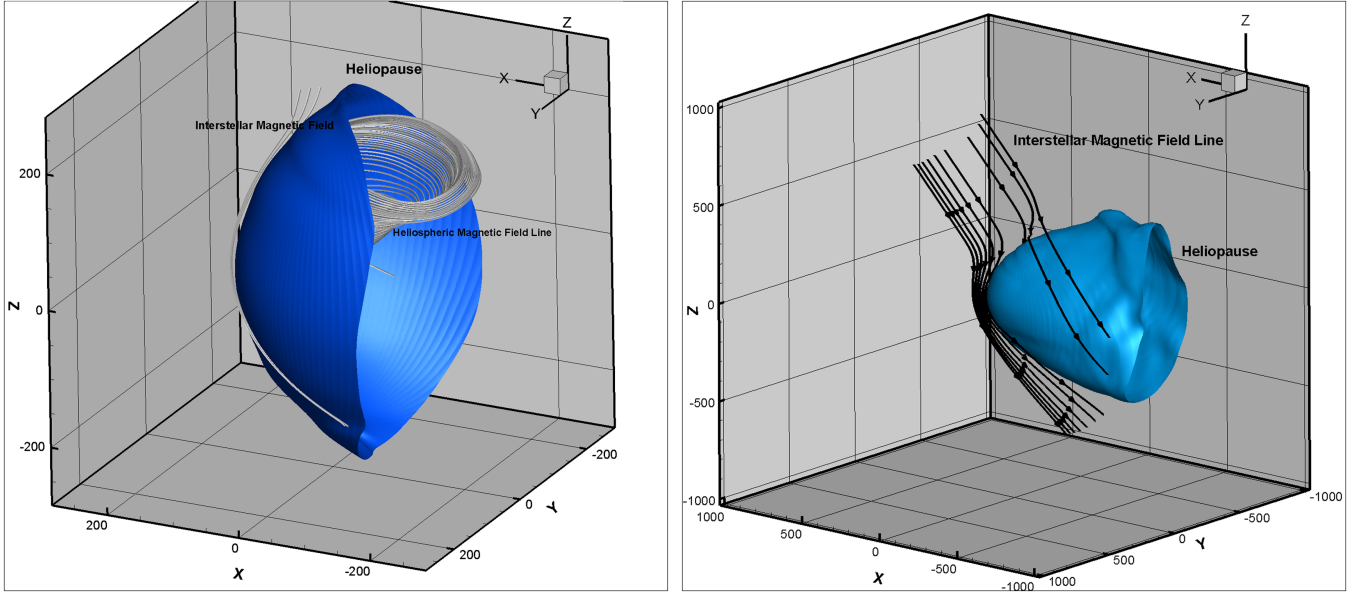 Z
Heliopause
X
Y
Interstellar Magnetic Field
200
Heliospheric Magnetic Field Line
Z
0
-200
-200
0
Y
200
200
0
-200
X
Z
X
Y
1000
Interstellar Magnetic Field Line
500
Heliopause
Z
0
-500
-1000
-1000
-500
0
Y
500
1000
1000
500
0
-500
-1000
X